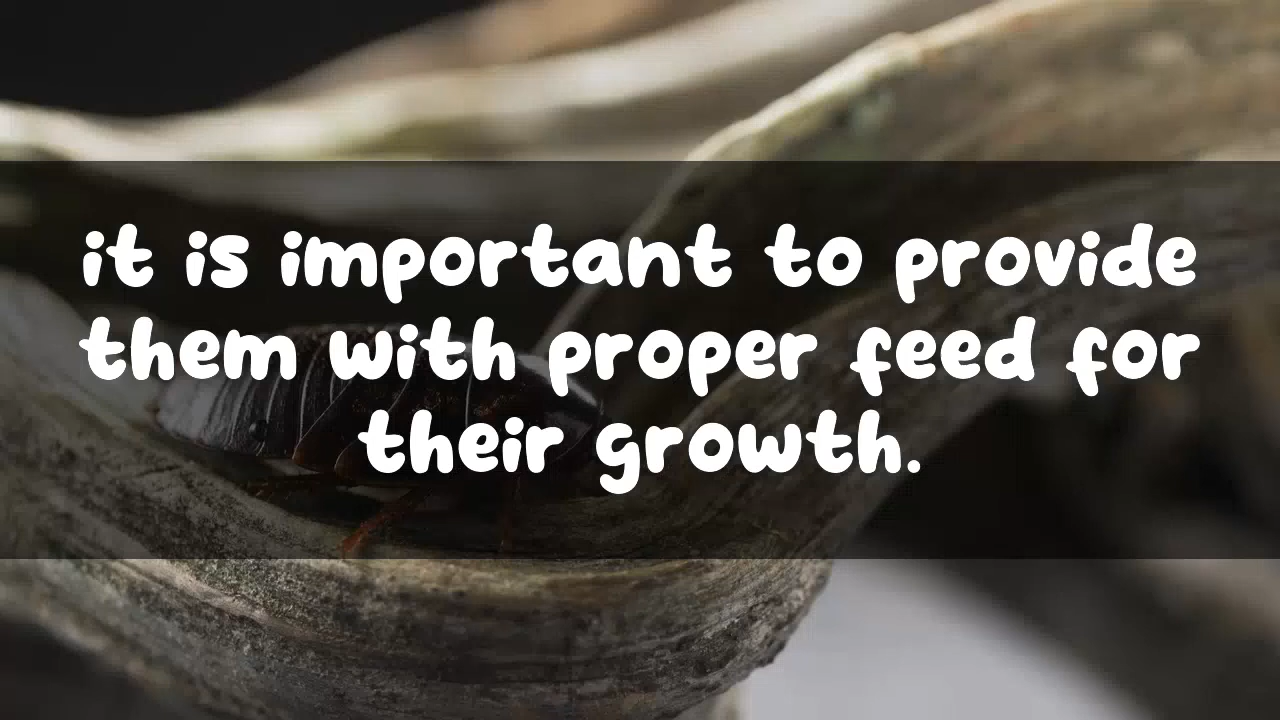 it is important to provide
them with proper feed for
their growth.